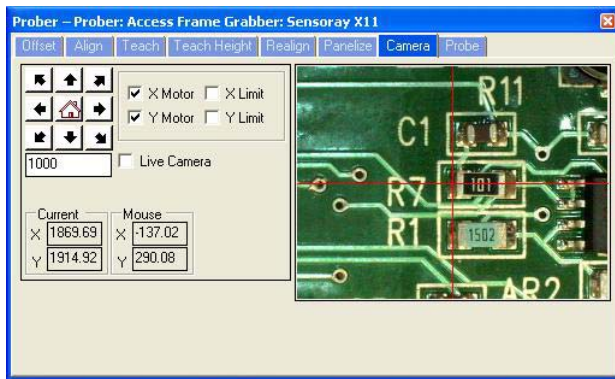 Prober – Prober: Access Frame Grabber: Sensoray X11
Offset Align Teach Teach Height Realign Panelize Camera Probe
X Motor X Limit
Y Motor Y Limit
1000
Live Camera
Current Mouse
X 1869.69 X -137.02
Y 1914.92 Y 290.08
R11
C1
R7 101
R1 1502
AR2